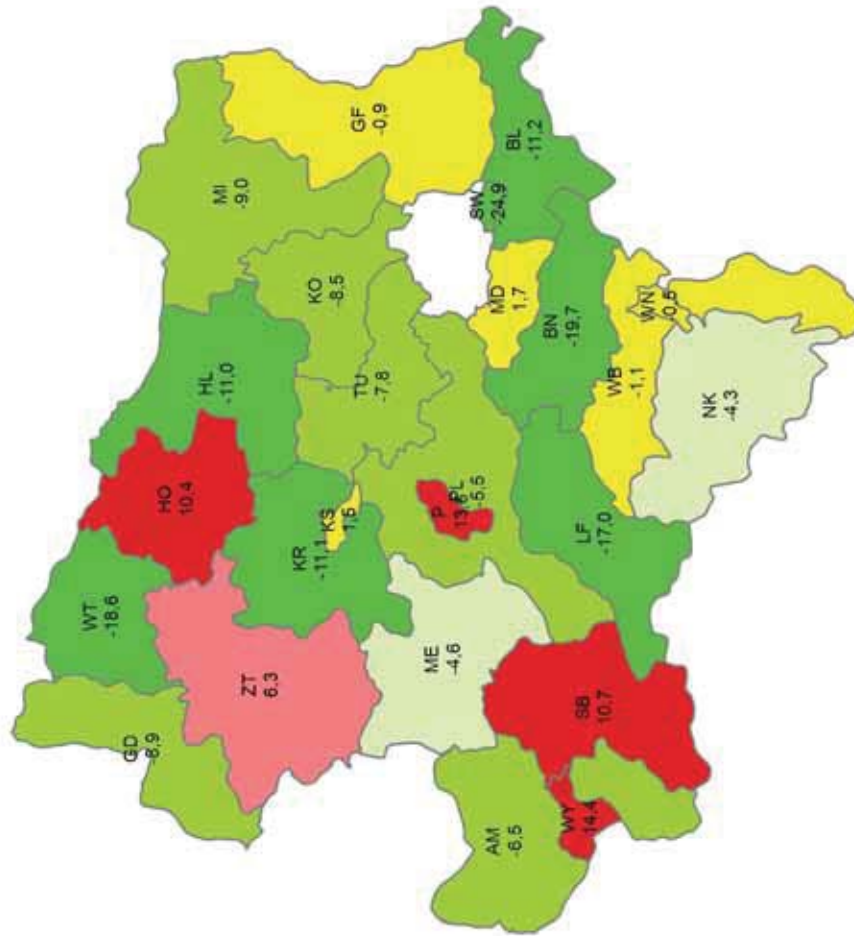 WT
-18,6
GD
-8,9
HO
10,4
HL
-11,0
MI
-9,0
ZT
6,3
KR
-11,1
KO
-8,5
KS
1,5
TU
-7,8
GF
-0,9
ME
-4,6
P
13,6
PL
-5,5
SW
-24,9
AM
-6,5
MD
1,7
BL
-11,2
BN
-19,7
WY
14,4
SB
10,7
LF
-17,0
WB
-1,1
WN
NK
-4,3